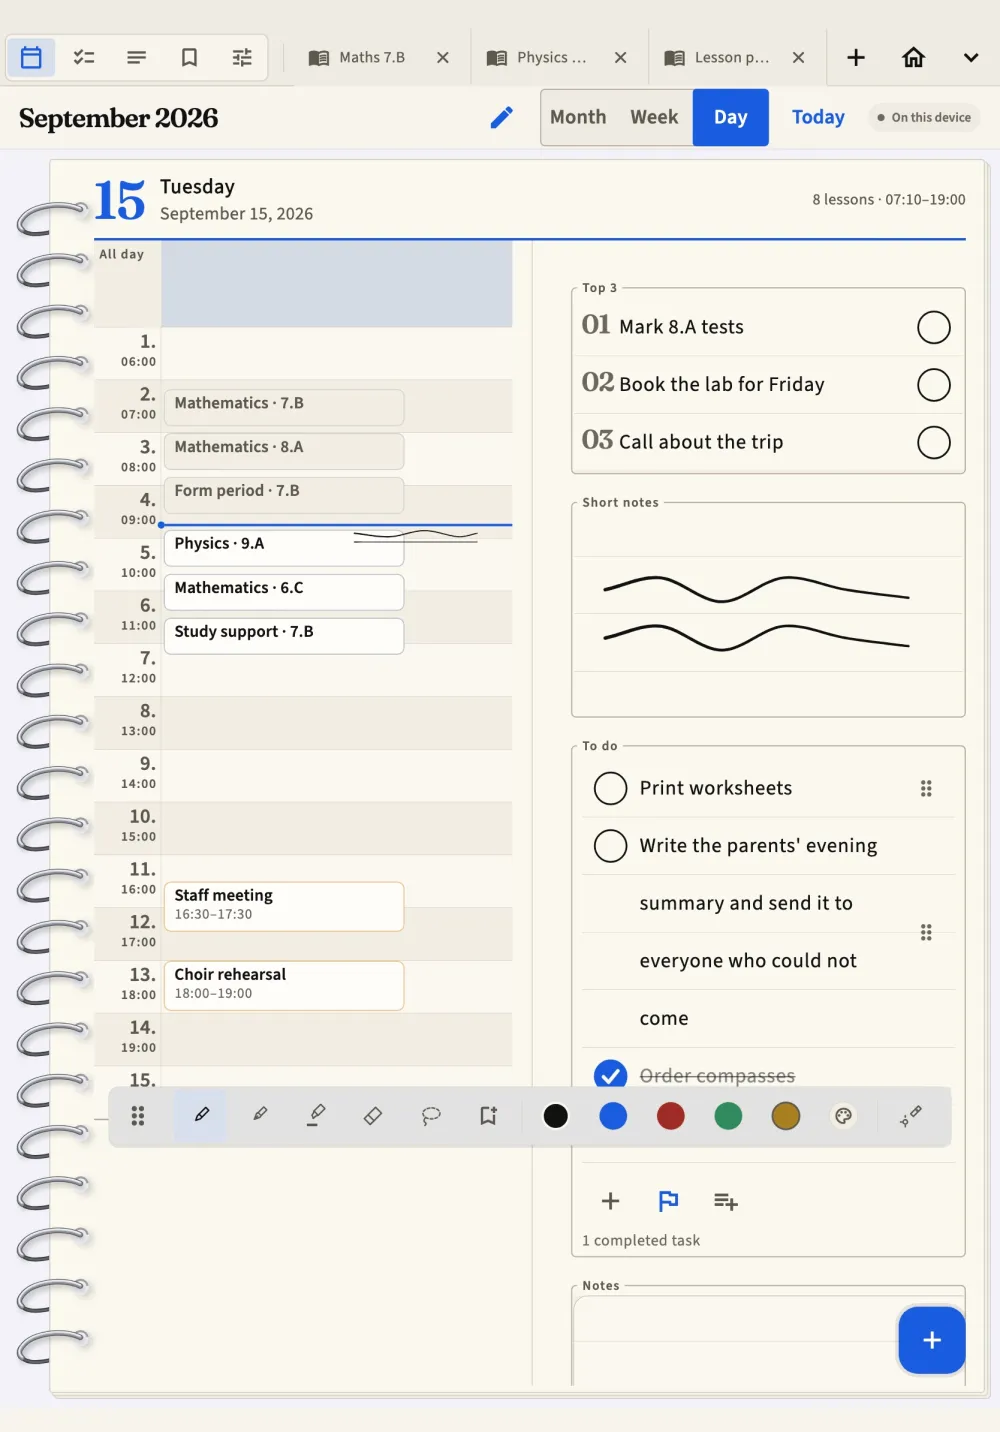 Maths 7.B
Physics ...
Lesson p...
September 2026
Month
Week
Day
Today
On this device
15
Tuesday
September 15, 2026
8 lessons · 07:10–19:00
All day
1.
06:00
2.
07:00
Mathematics · 7.B
3.
08:00
Mathematics · 8.A
4.
09:00
Form period · 7.B
5.
10:00
Physics · 9.A
Mathematics · 6.C
6.
11:00
Study support · 7.B
7.
12:00
8.
13:00
9.
14:00
10.
15:00
11.
16:00
Staff meeting
16:30–17:30
12.
17:00
13.
18:00
Choir rehearsal
18:00–19:00
14.
19:00
15.
Top 3
01 Mark 8.A tests
02 Book the lab for Friday
03 Call about the trip
Short notes
To do
Print worksheets
Write the parents' evening
summary and send it to
everyone who could not
come
Order compasses
1 completed task
Notes